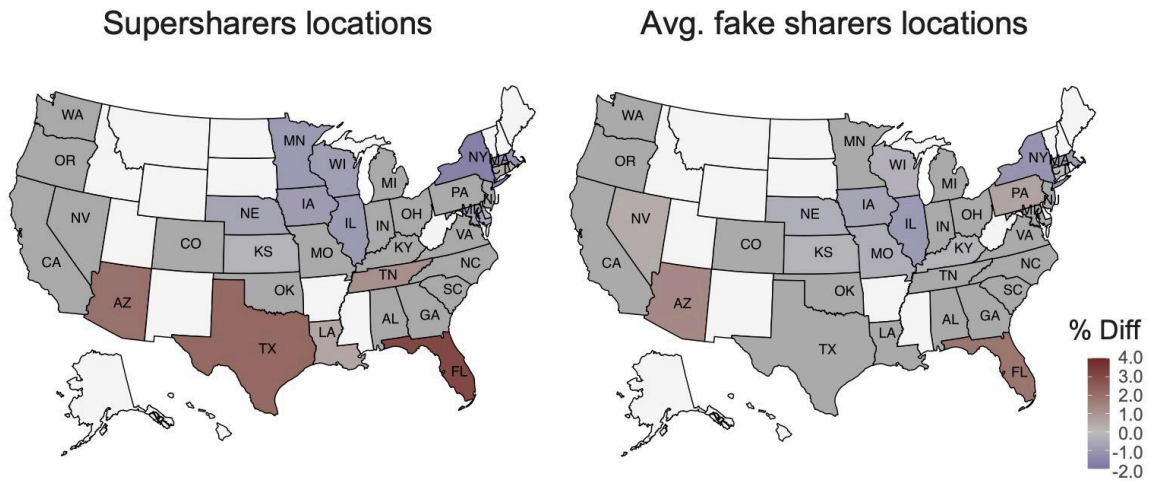 Supersharers locations
Avg. fake sharers locations
WA
OR
NV
CA
AZ
CO
NE
KS
OK
TX
MN
IA
MO
WI
IL
MI
IN
OH
KY
TN
LA
AL
GA
FL
SC
NC
VA
PA
NY
WA
OR
NV
CA
AZ
CO
NE
KS
OK
TX
MN
IA
MO
WI
IL
MI
IN
OH
KY
TN
LA
AL
GA
FL
SC
NC
VA
PA
NY
NJ
% Diff
4.0
3.0
2.0
1.0
0.0
-1.0
-2.0